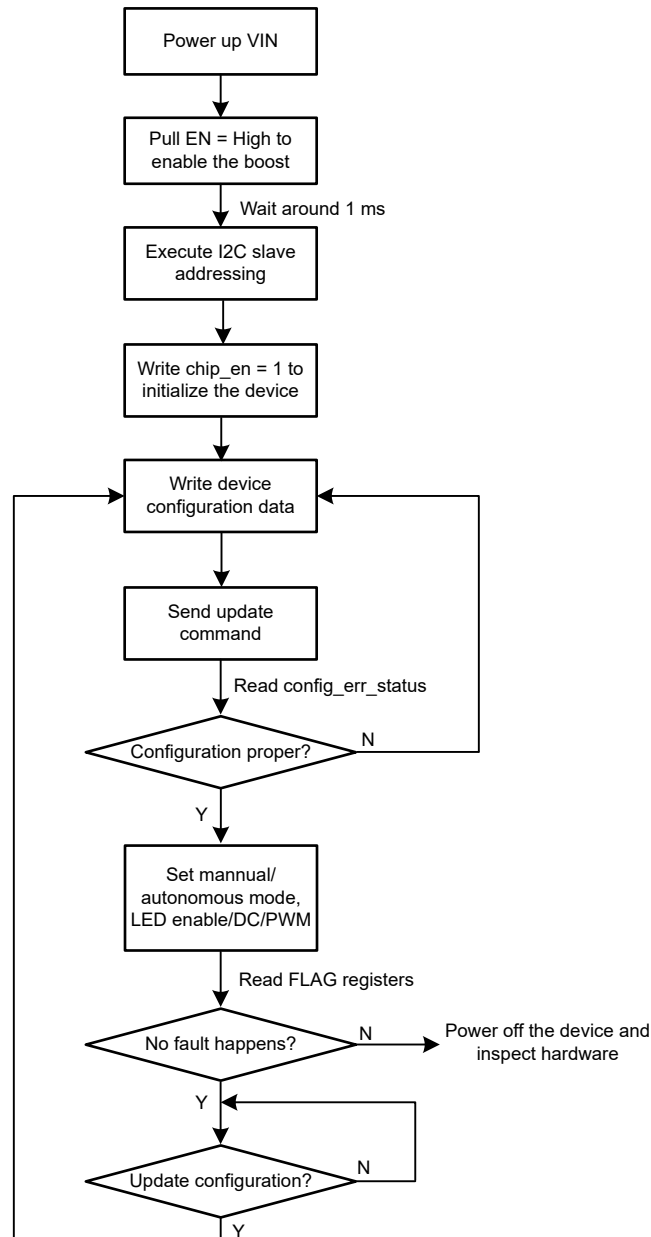 Power up VIN
Pull EN = High to
enable the boost
Wait around 1 ms
Execute I2C slave
addressing
Write chip_en = 1 to
initialize the device
Write device
configuration data
Send update
command
Read config_err_status
Configuration proper?
N
Y
Set mannual/
autonomous mode,
LED enable/DC/PWM
Read FLAG registers
No fault happens?
N
Power off the device and
inspect hardware
Y
Update configuration?
N
Y